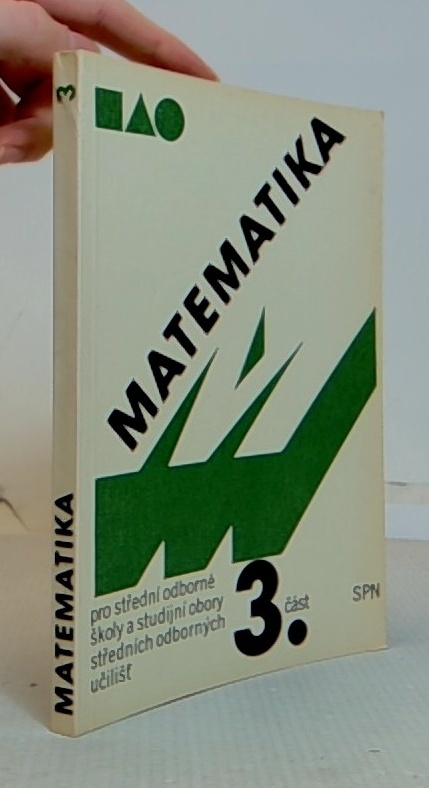 MATEMATIKA
3
MATEMATIKA
pro střední odborné
školy a studijní obory
středních odborných
učilišť
3. část
SPN